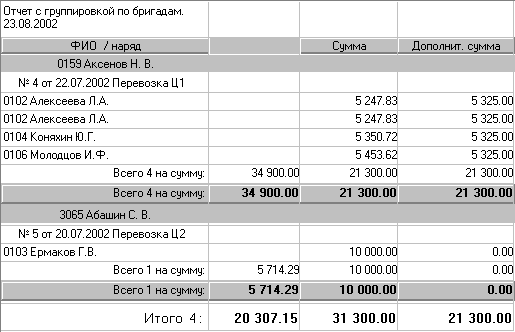 Отчет с группировкой по бригадам.
23.08.2002
ФИО / наряд Сумма Дополнит. сумма
0159 Аксенов Н. В.
№ 4 от 22.07.2002 Перевозка Ц1
0102 Алексеева Л.А. 5 247.83 5 325.00
0102 Алексеева Л.А. 5 247.83 5 325.00
0104 Коняхин Ю.Г. 5 350.72 5 325.00
0106 Молодцов И.Ф. 5 453.62 5 325.00
Всего 4 на сумму: 34 900.00 21 300.00 21 300.00
Всего 4 на сумму: 34 900.00 21 300.00 21 300.00
3065 Абашин С. В.
№ 5 от 20.07.2002 Перевозка Ц2
0103 Ермаков Г.В. 10 000.00 0.00
Всего 1 на сумму: 5 714.29 10 000.00 0.00
Всего 1 на сумму: 5 714.29 10 000.00 0.00
Итого 4: 20 307.15 31 300.00 21 300.00